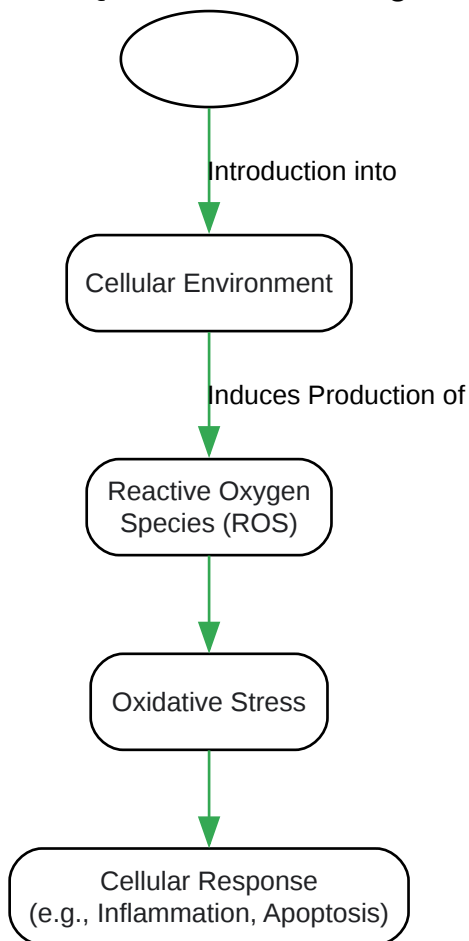 Introduction into
Cellular Environment
Induces Production of
Reactive Oxygen
Species (ROS)
Oxidative Stress
Cellular Response
(e.g., Inflammation, Apoptosis)